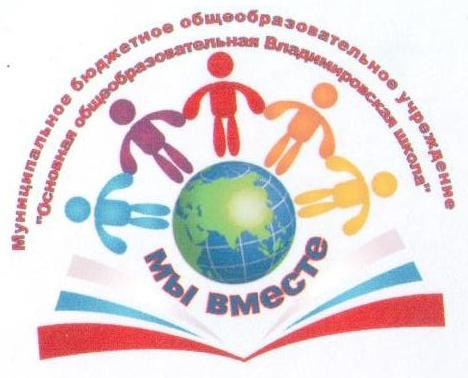 Муниципальное бюджетное общеобразовательное учреждение
"Основная общеобразовательная Владимировская школа"
мы вместе